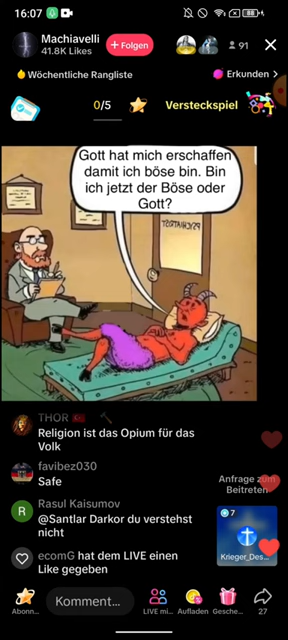 16:07
Machiavelli
41.8K Likes
+ Folgen
91
Wöchentliche Rangliste
Erkunden >
0/5
Versteckspiel
Gott hat mich erschaffen
damit ich böse bin. Bin
ich jetzt der Böse oder
Gott?
PSYCHIATRIST
THOR
Religion ist das Opium für das
Volk
favibez030
Safe
Anfrage zum
Beitreten
R
Rasul Kaisumov
@Santlar Darkor du verstehst
nicht
7
Krieger_Des...
ecomG hat dem LIVE einen
Like gegeben
Abonn...
Komment...
LIVE mi...
Aufladen
Gesche...
27